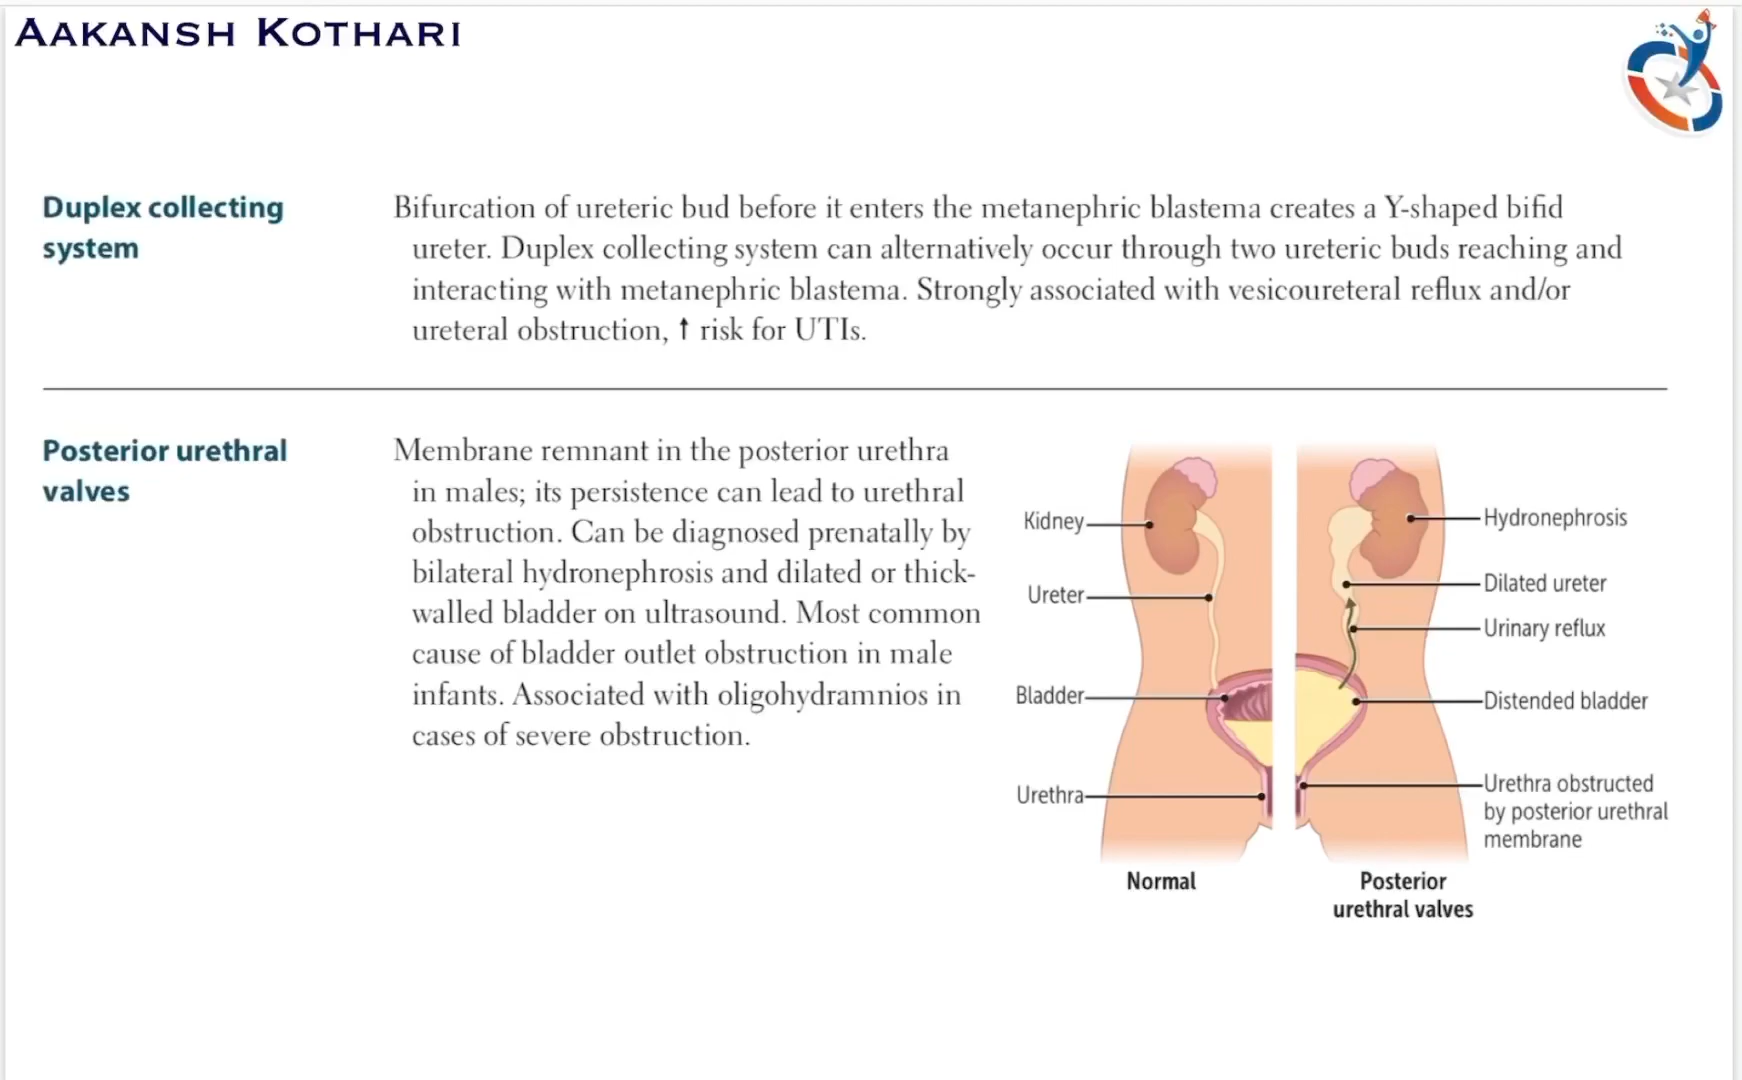 AAKANSH KOTHARI
Duplex collecting
system
Bifurcation of ureteric bud before it enters the metanephric blastema creates a Y-shaped bifid
ureter. Duplex collecting system can alternatively occur through two ureteric buds reaching and
interacting with metanephric blastema. Strongly associated with vesicoureteral reflux and/or
ureteral obstruction, ↑ risk for UTIs.
Posterior urethral
valves
Membrane remnant in the posterior urethra
in males; its persistence can lead to urethral
obstruction. Can be diagnosed prenatally by
bilateral hydronephrosis and dilated or thick-
walled bladder on ultrasound. Most common
cause of bladder outlet obstruction in male
infants. Associated with oligohydramnios in
cases of severe obstruction.
Kidney
Ureter
Bladder
Urethra
Normal
Hydronephrosis
Dilated ureter
Urinary reflux
Distended bladder
Urethra obstructed
by posterior urethral
membrane
Posterior
urethral valves